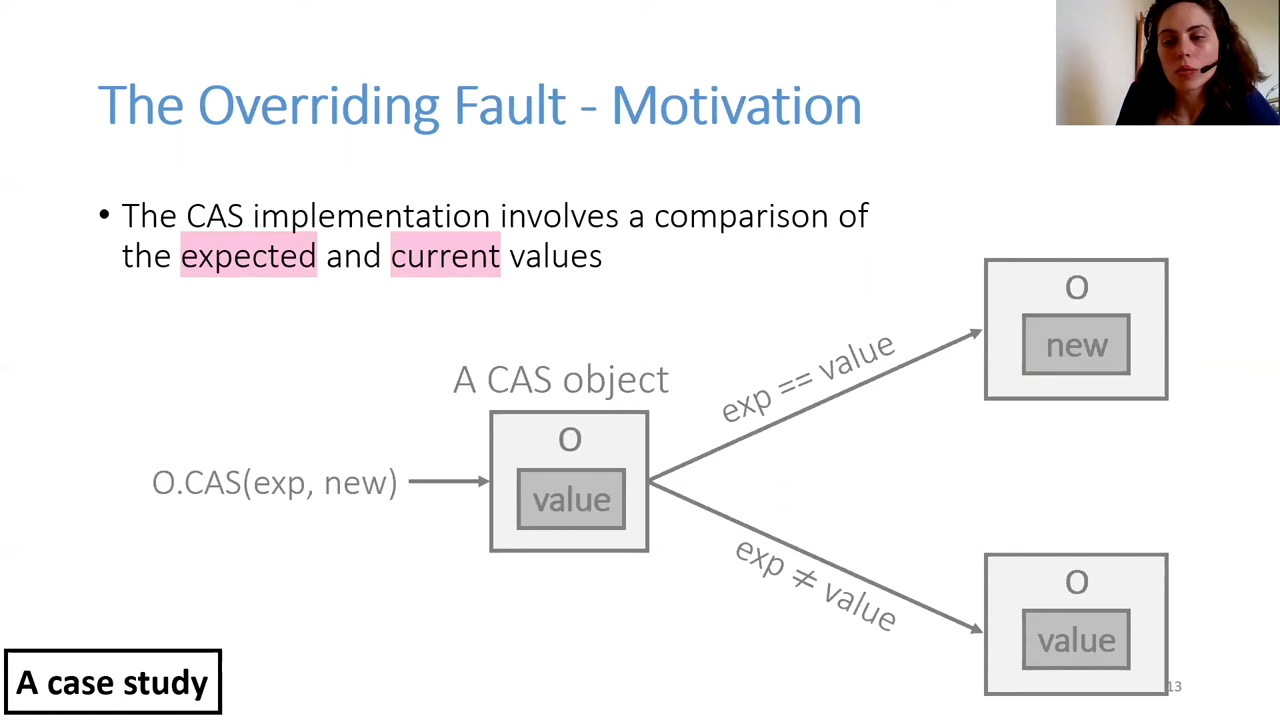 The Overriding Fault - Motivation
• The CAS implementation involves a comparison of
the expected and current values
A CAS object
O.CAS(exp, new)
O
value
exp == value
O
new
exp ≠ value
O
value
A case study
13